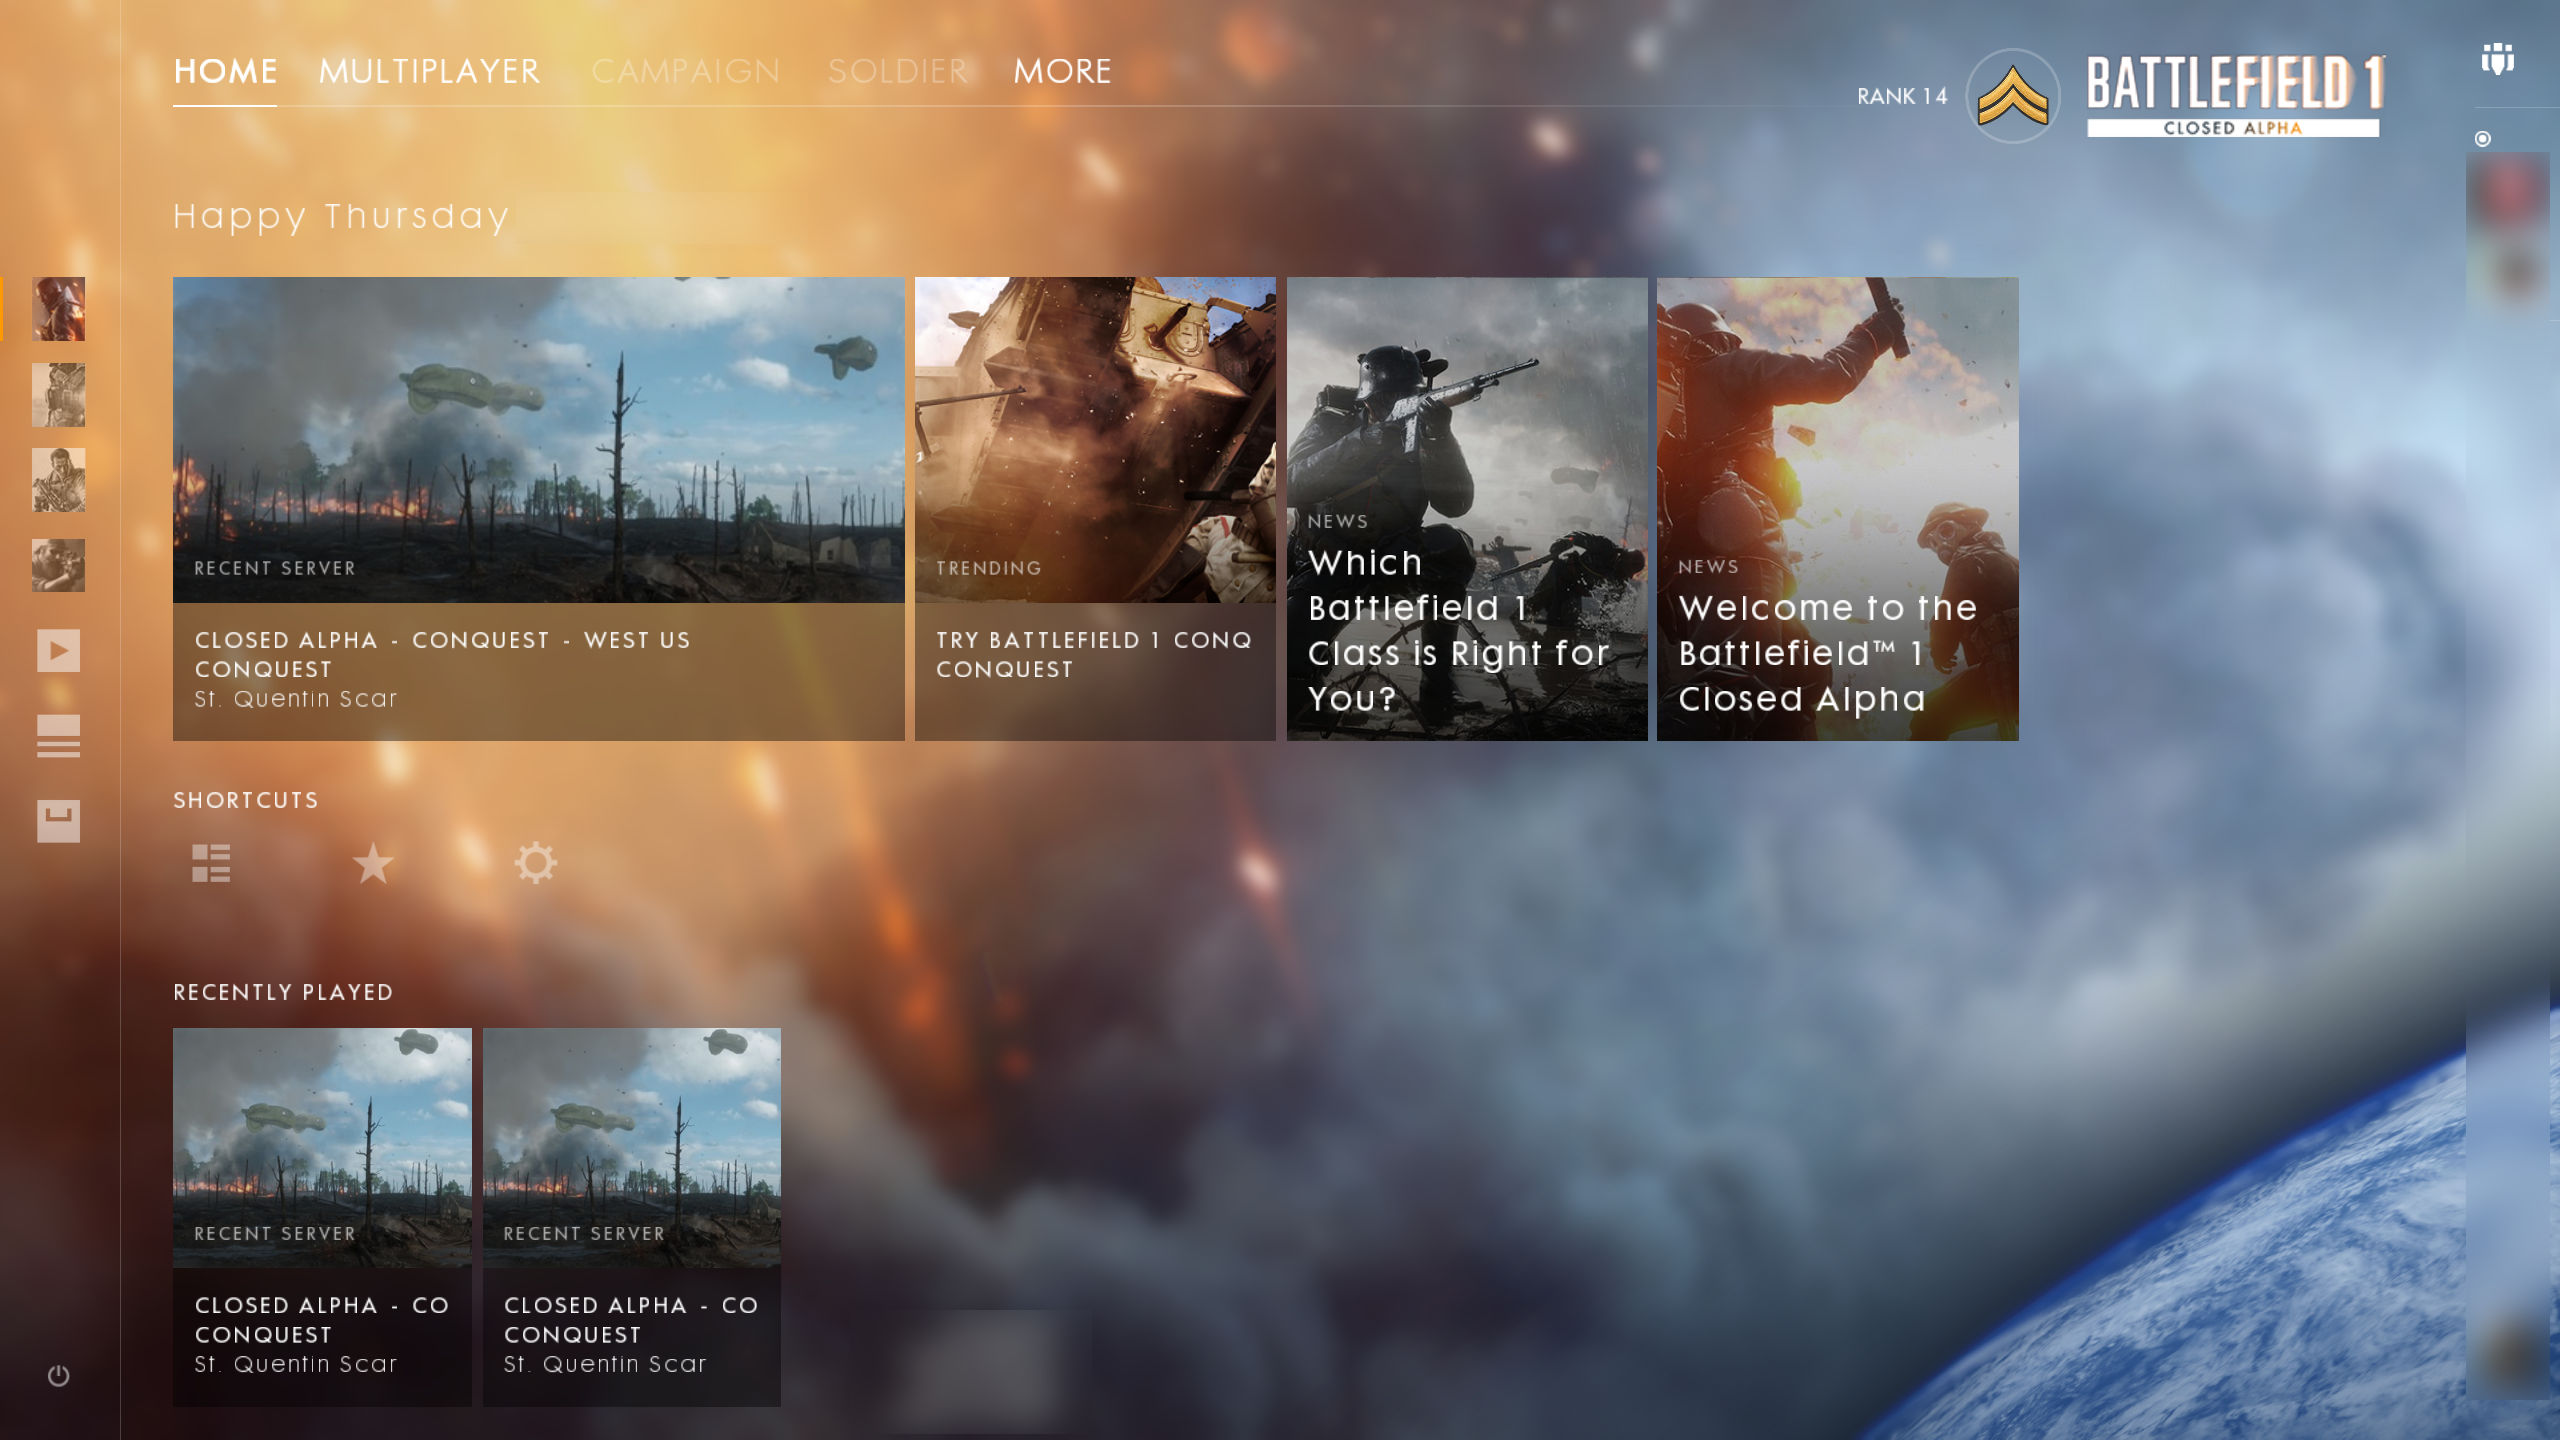 HOME MULTIPLAYER CAMPAIGN SOLDIER MORE
RANK 14
BATTLEFIELD 1
CLOSED ALPHA
Happy Thursday
RECENT SERVER
CLOSED ALPHA - CONQUEST - WEST US
CONQUEST
St. Quentin Scar
TRENDING
TRY BATTLEFIELD 1 CONQ
CONQUEST
NEWS
Which
Battlefield 1
Class is Right for
You?
NEWS
Welcome to the
Battlefield™ 1
Closed Alpha
SHORTCUTS
RECENTLY PLAYED
RECENT SERVER
CLOSED ALPHA - CO
CONQUEST
St. Quentin Scar
RECENT SERVER
CLOSED ALPHA - CO
CONQUEST
St. Quentin Scar